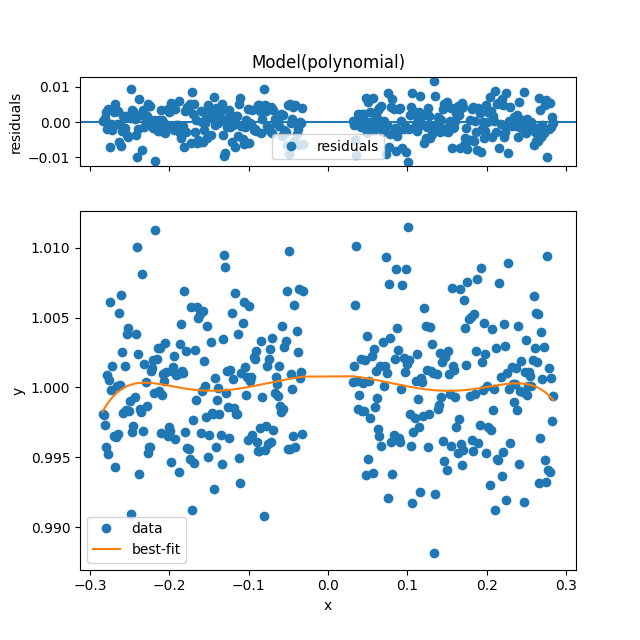 Model(polynomial)
0.01
0.00
−0.01
residuals
residuals
1.010
1.005
1.000
0.995
0.990
y
data
best-fit
−0.3 −0.2 −0.1 0.0 0.1 0.2 0.3
x